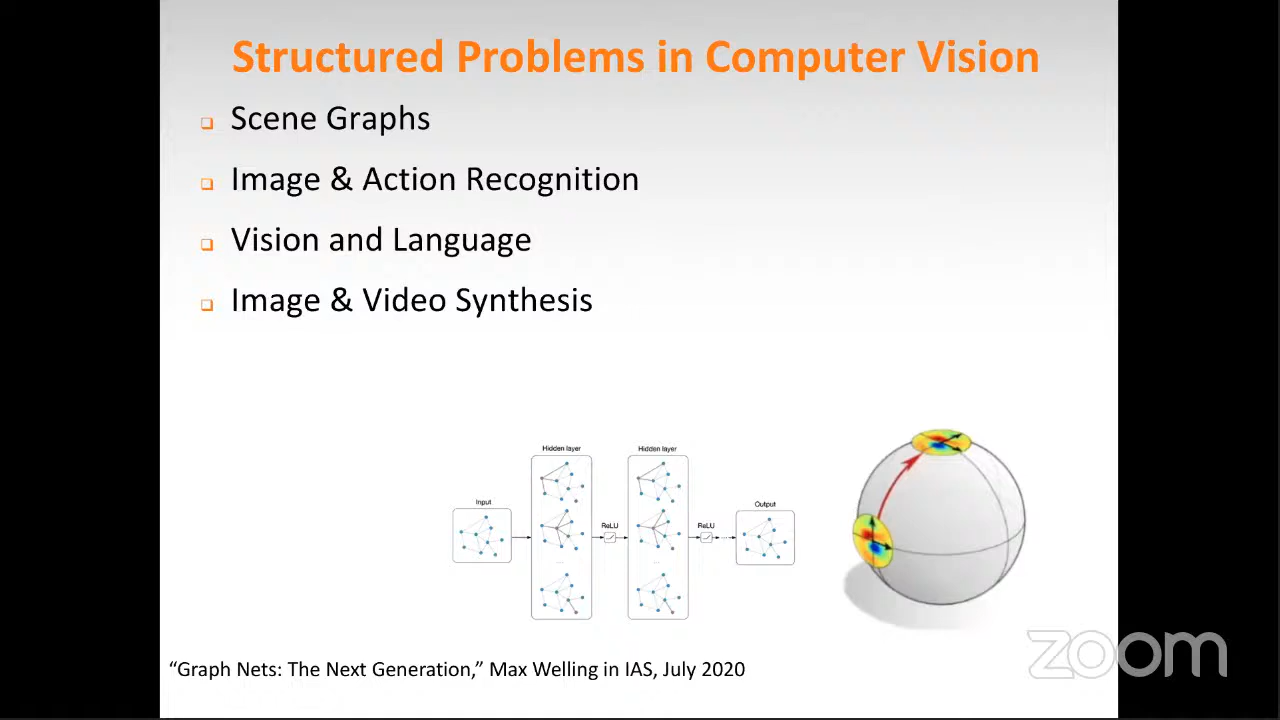 Structured Problems in Computer Vision
Scene Graphs
Image & Action Recognition
Vision and Language
Image & Video Synthesis
Hidden layer
Hidden layer
Input
ReLU
ReLU
Output
“Graph Nets: The Next Generation,” Max Welling in IAS, July 2020
zoom